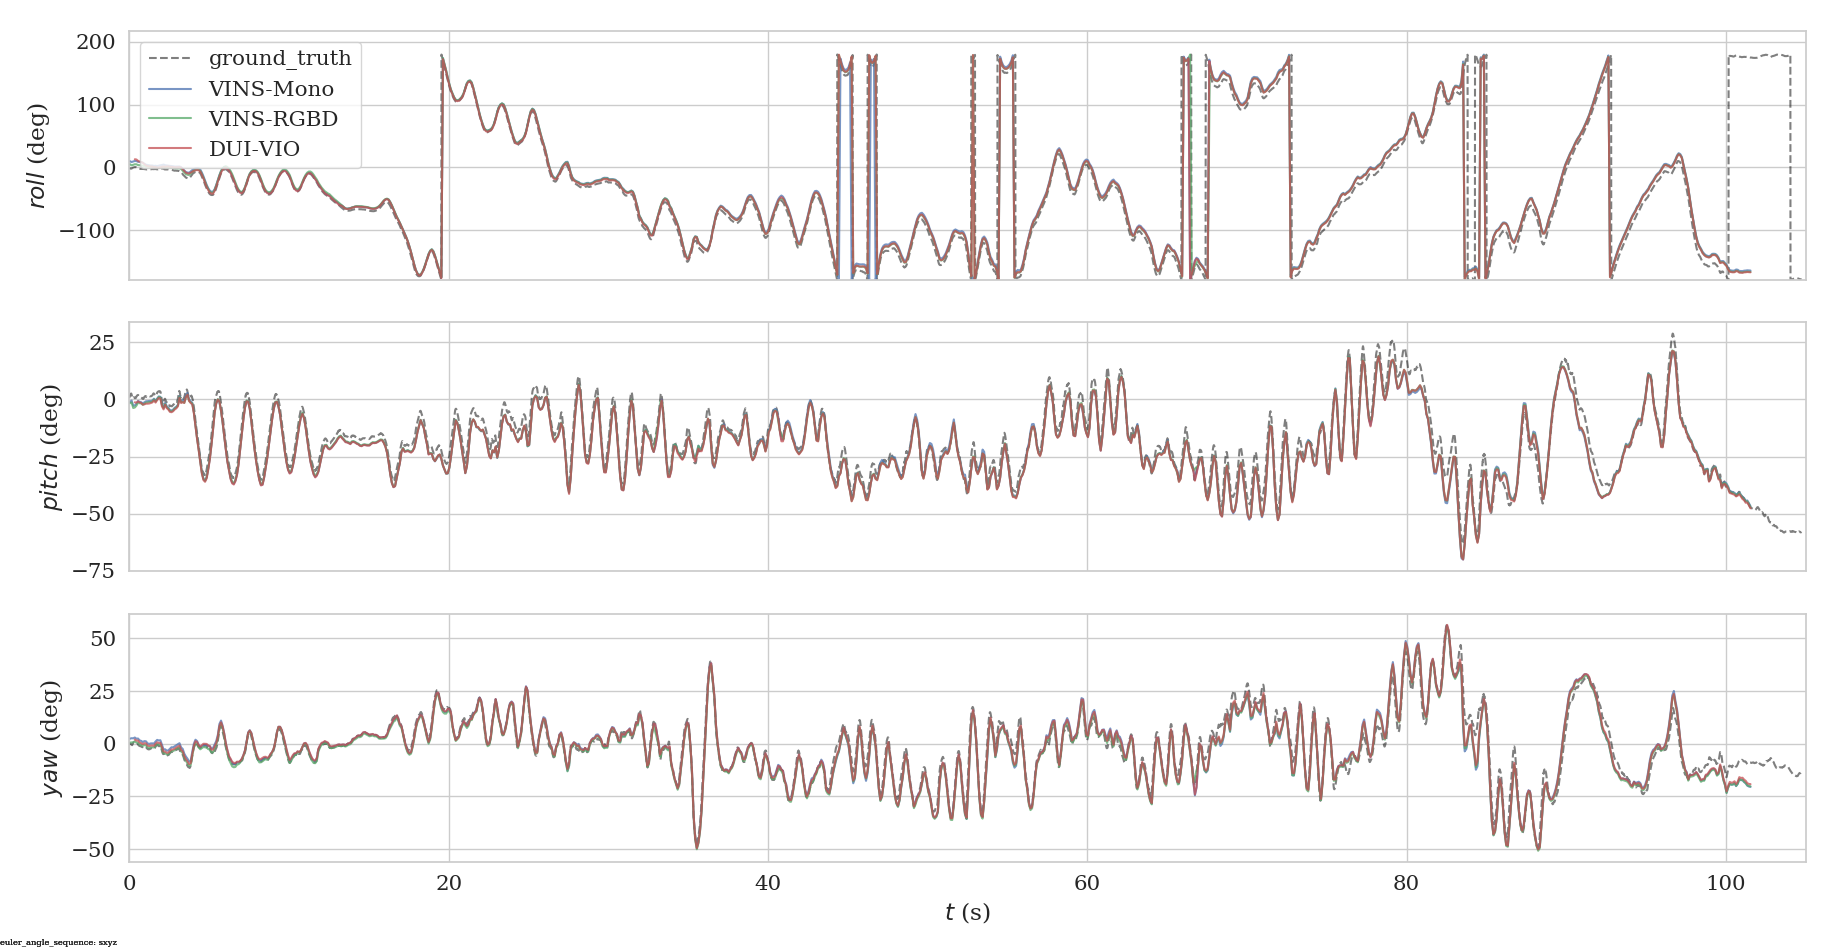 200
100
0
−100
roll (deg)
ground_truth
VINS-Mono
VINS-RGBD
DUI-VIO
25
0
−25
−50
−75
pitch (deg)
50
25
0
−25
−50
yaw (deg)
0 20 40 60 80 100
t (s)
euler_angle_sequence: sxyz